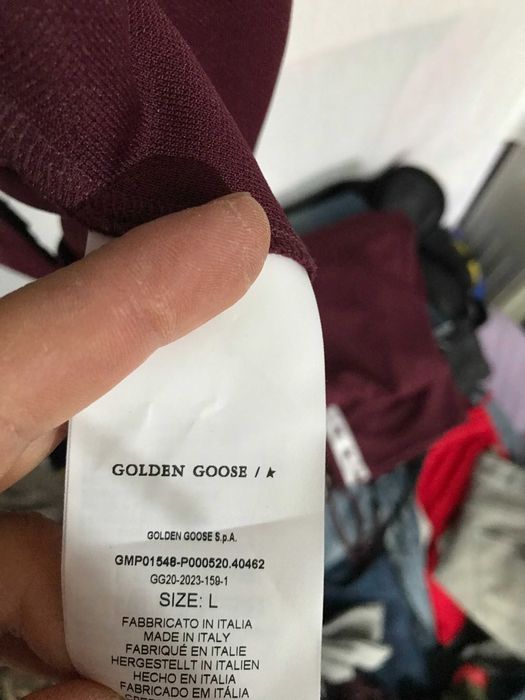 GOLDEN GOOSE / ★
GOLDEN GOOSE S.p.A.
GMP01548-P000520.40462
GG20-2023-159-1
SIZE: L
FABBRICATO IN ITALIA
MADE IN ITALY
FABRIQUÉ EN ITALIE
HERGESTELLT IN ITALIEN
HECHO EN ITALIA
FABRICADO EM ITÁLIA